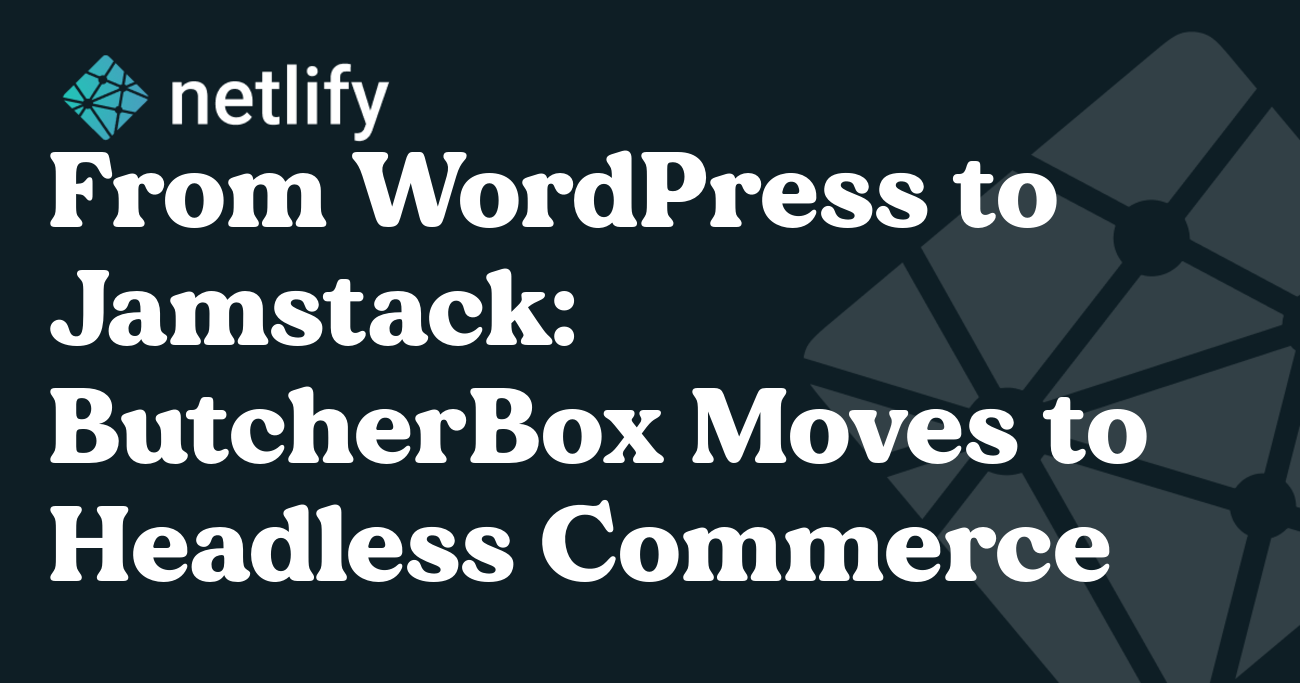 netlify
From WordPress to
Jamstack:
ButcherBox Moves to
Headless Commerce